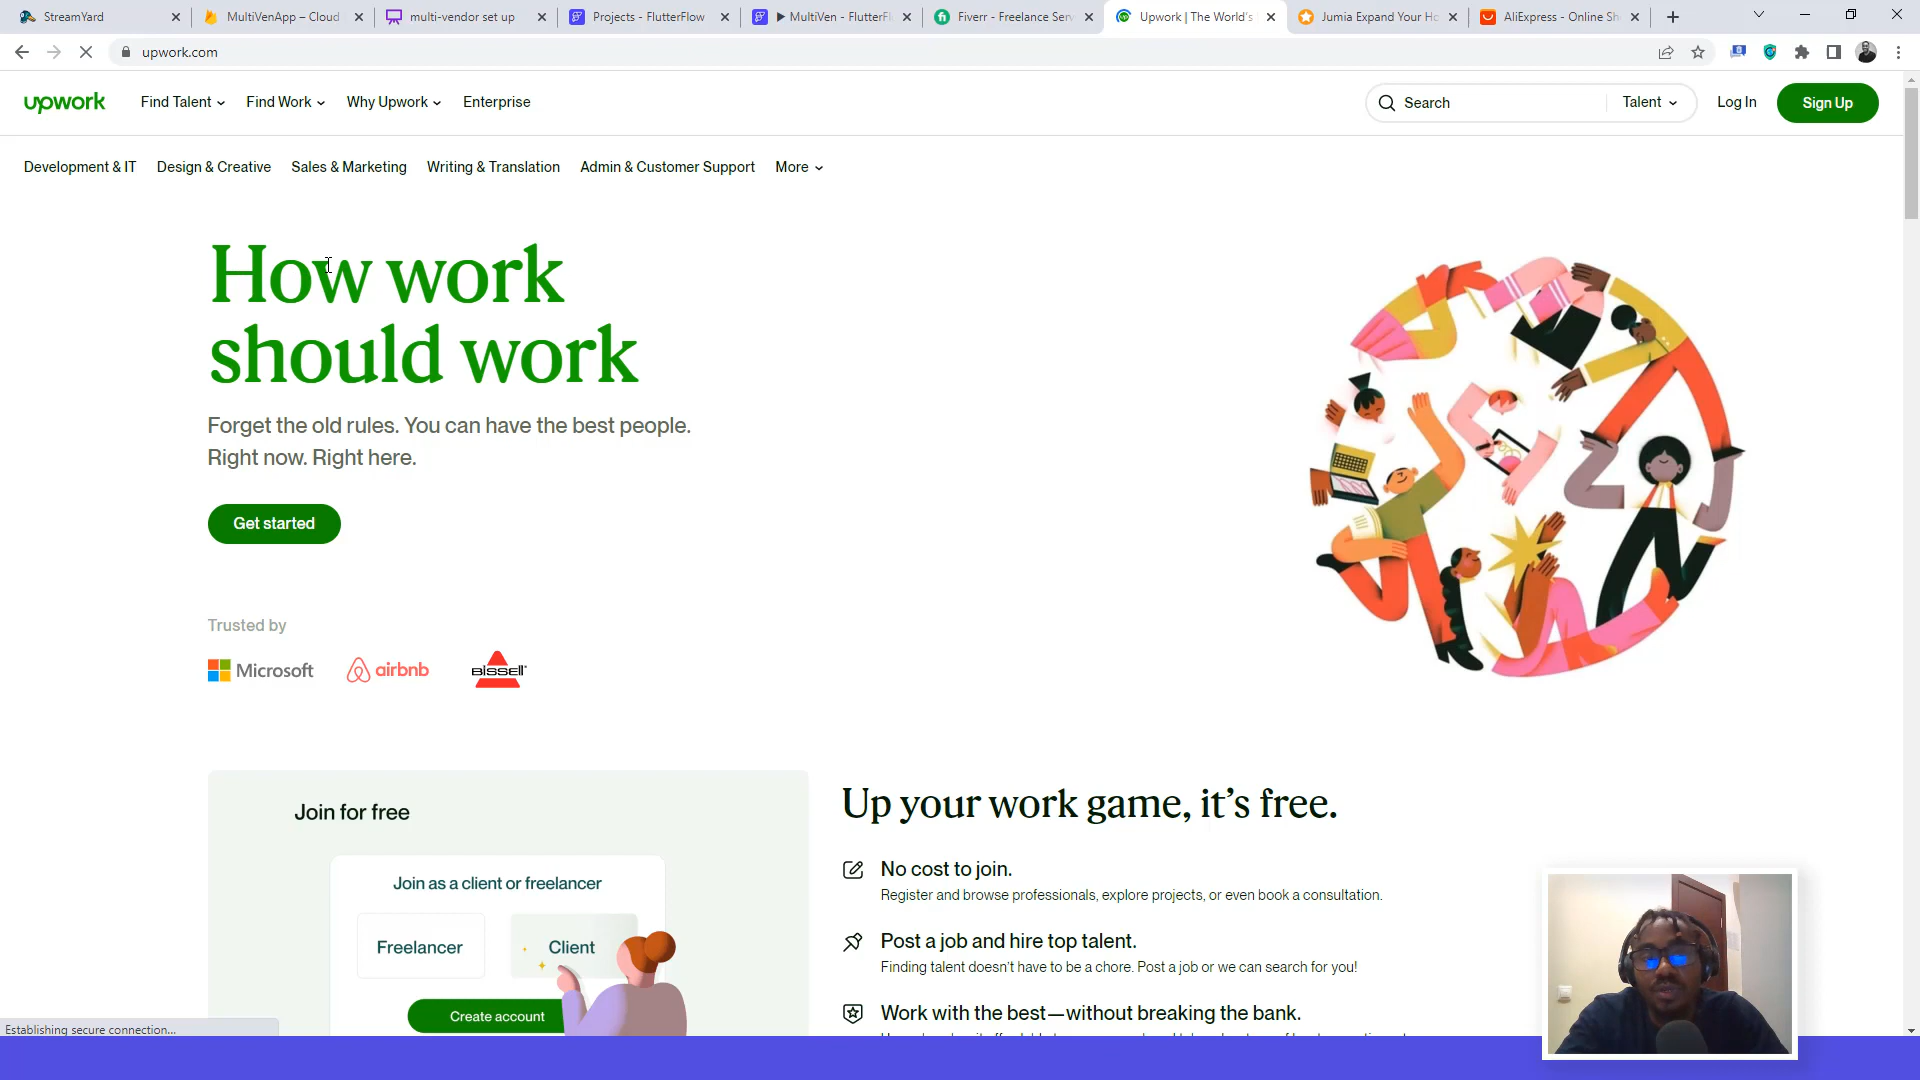 StreamYard
MultiVenApp – Cloud
multi-vendor set up
Projects - FlutterFlow
MultiVen - FlutterFl
Fiverr - Freelance Serv
Upwork | The World's
Jumia Expand Your Ho
AliExpress - Online Sh
upwork.com
upwork
Find Talent
Find Work
Why Upwork
Enterprise
Search
Talent
Log In
Sign Up
Development & IT
Design & Creative
Sales & Marketing
Writing & Translation
Admin & Customer Support
More
How work
should work
Forget the old rules. You can have the best people.
Right now. Right here.
Get started
Trusted by
Microsoft
airbnb
BISSELL
Join for free
Join as a client or freelancer
Freelancer
Client
Create account
Up your work game, it's free.
No cost to join.
Register and browse professionals, explore projects, or even book a consultation.
Post a job and hire top talent.
Finding talent doesn't have to be a chore. Post a job or we can search for you!
Work with the best—without breaking the bank.
Establishing secure connection...